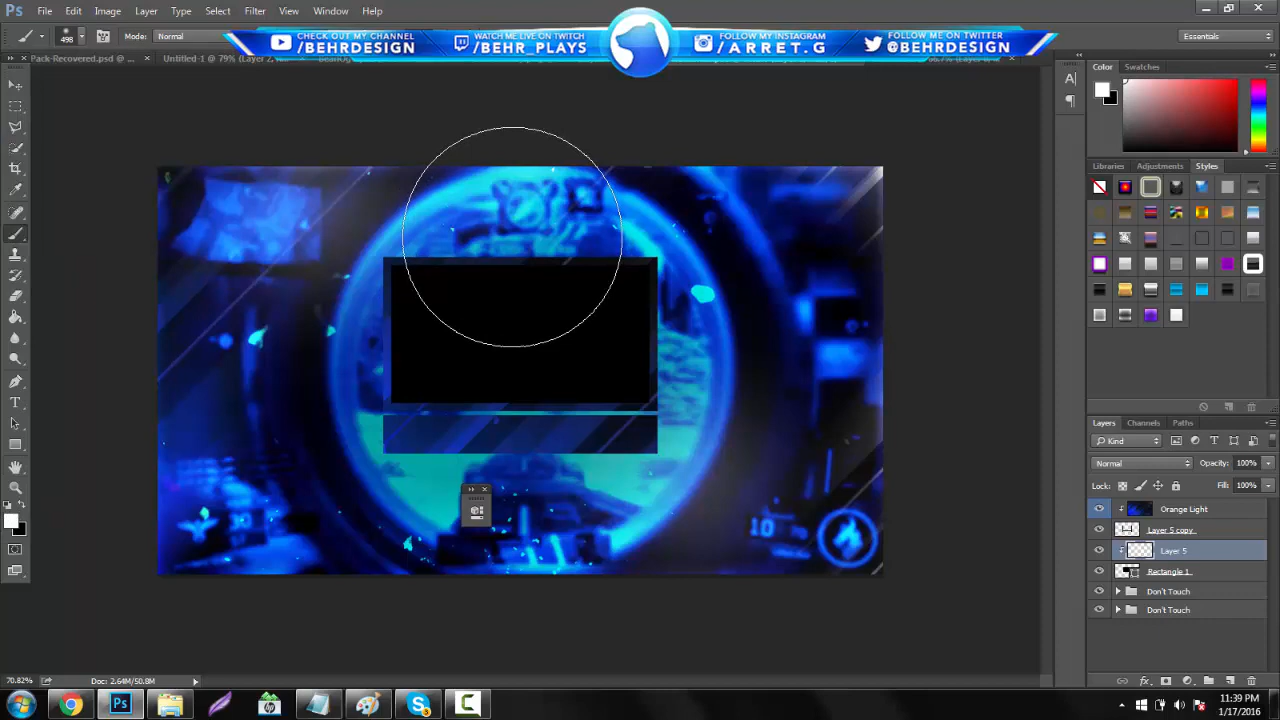 Ps File Edit Image Layer Type Select Filter View Window Help
498 Mode: Normal
CHECK OUT MY CHANNEL
/BEHRDESIGN
WATCH ME LIVE ON TWITCH
/BEHR_PLAYS
FOLLOW MY INSTAGRAM
/ARRET.G
FOLLOW ME ON TWITTER
@BEHRDESIGN
Essentials
Pack-Recovered.psd @ ...
Untitled-1 @ 79% (Layer 2,
Color Swatches
Libraries Adjustments Styles
10
Layers Channels Paths
Kind
Normal Opacity: 100%
Lock: Fill: 100%
Orange Light
Layer 5 copy
Layer 5
Rectangle 1
Don't Touch
Don't Touch
70.82% Doc: 2.64M/50.8M
Ps
11:39 PM
1/17/2016